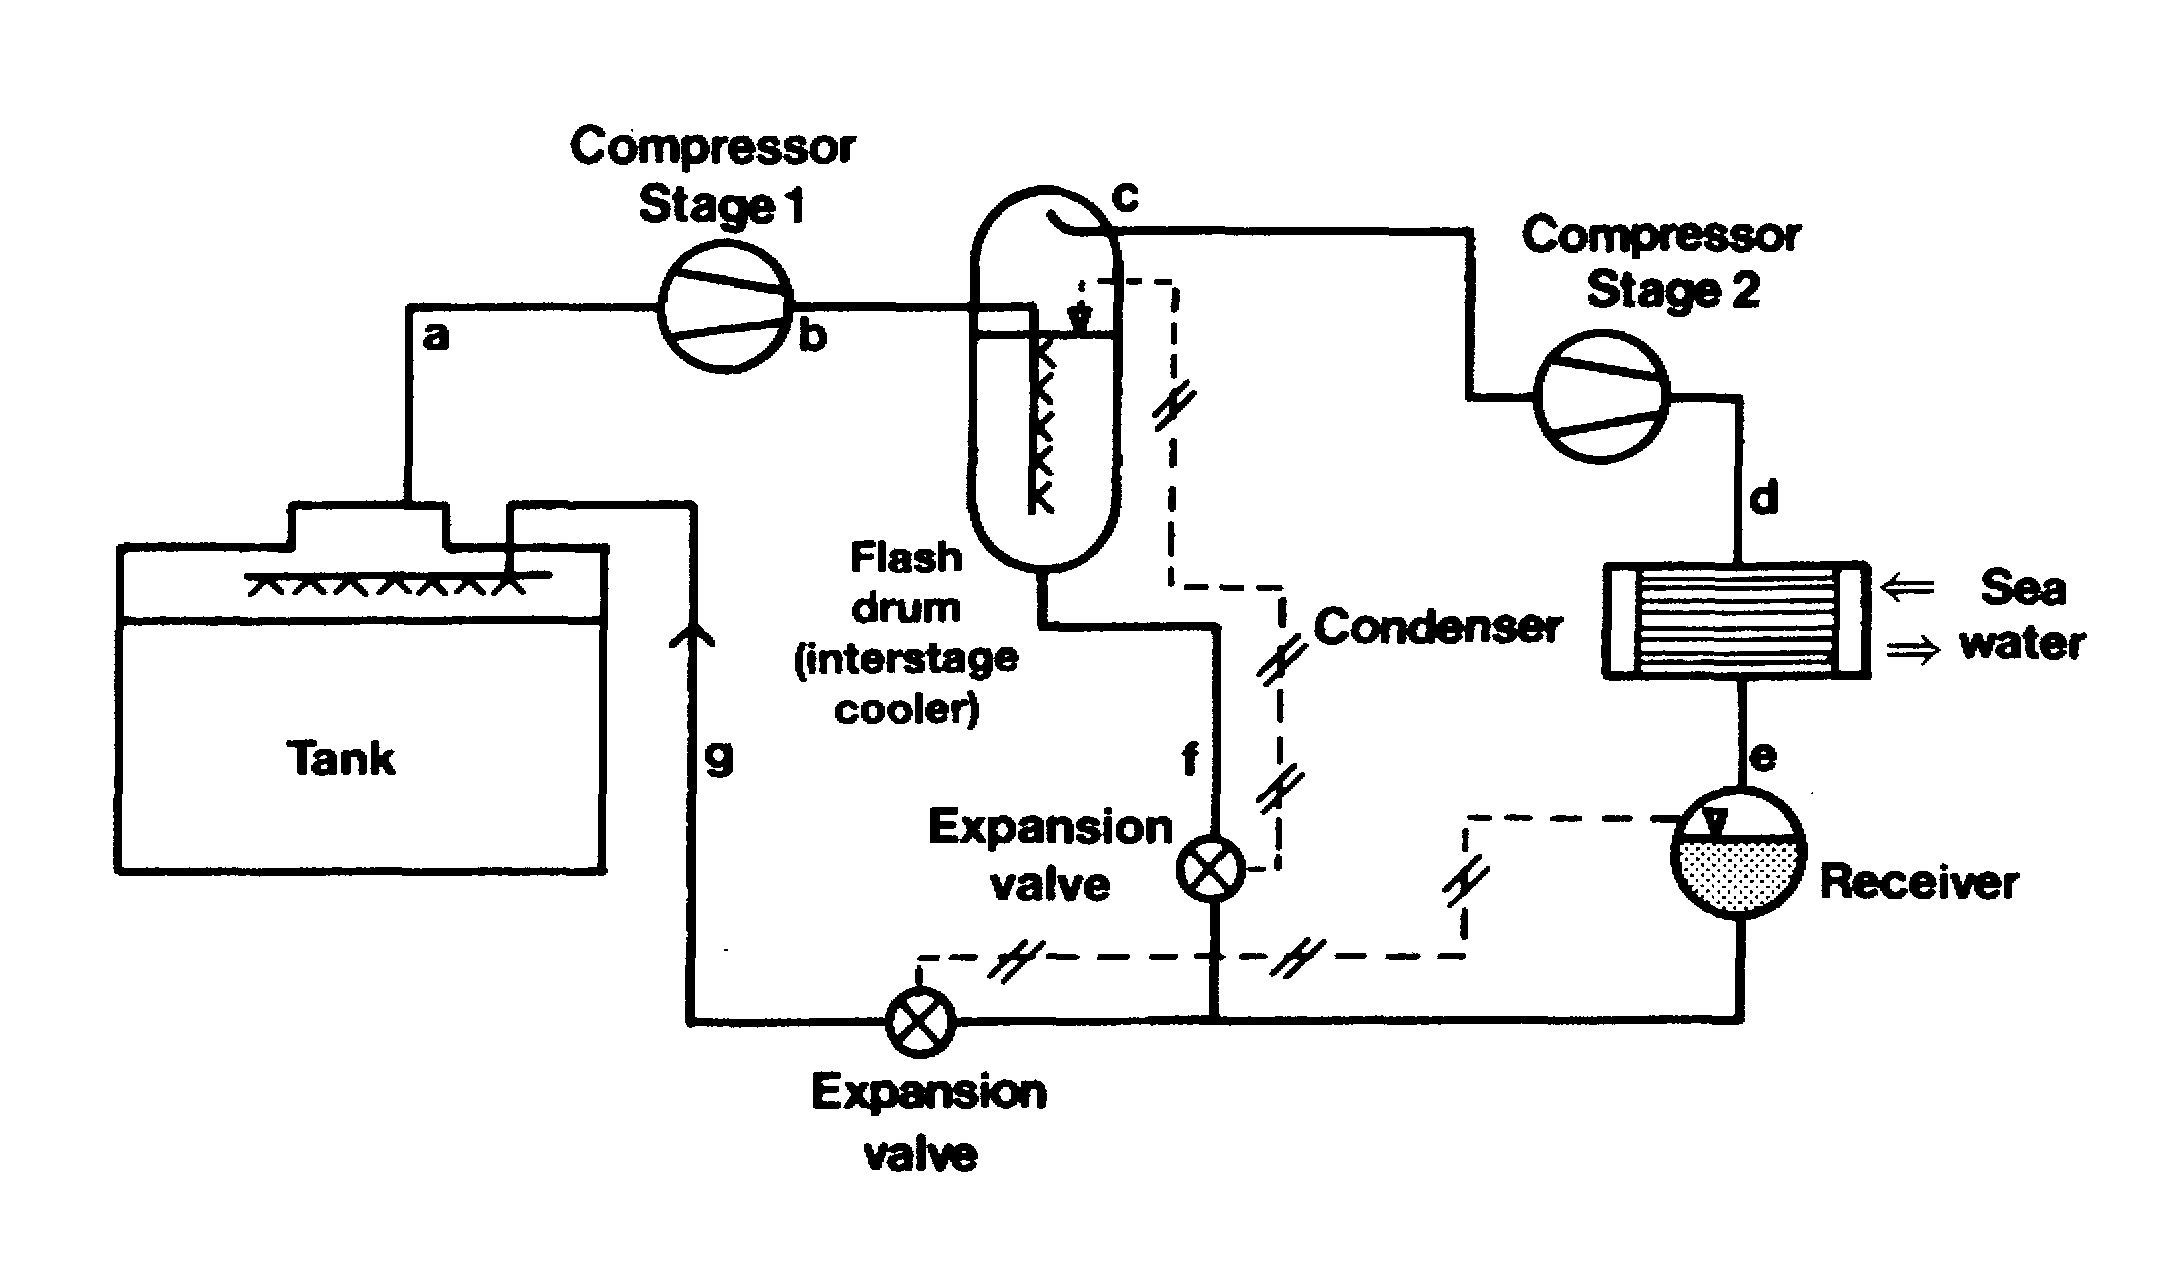 Compressor
Stage 1
c
Compressor
Stage 2
a
b
d
Flash
drum
(interstage
cooler)
Condenser
Sea
water
Tank
g
f
e
Expansion
valve
Receiver
Expansion
valve